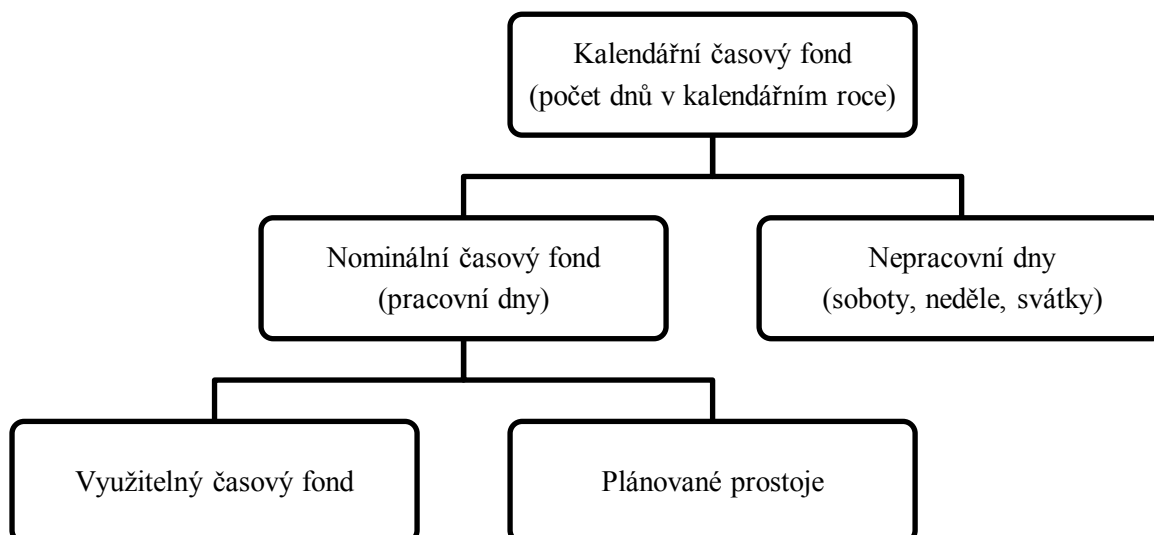 Kalendářní časový fond
(počet dnů v kalendářním roce)
Nominální časový fond
(pracovní dny)
Nepracovní dny
(soboty, neděle, svátky)
Využitelný časový fond
Plánované prostoje